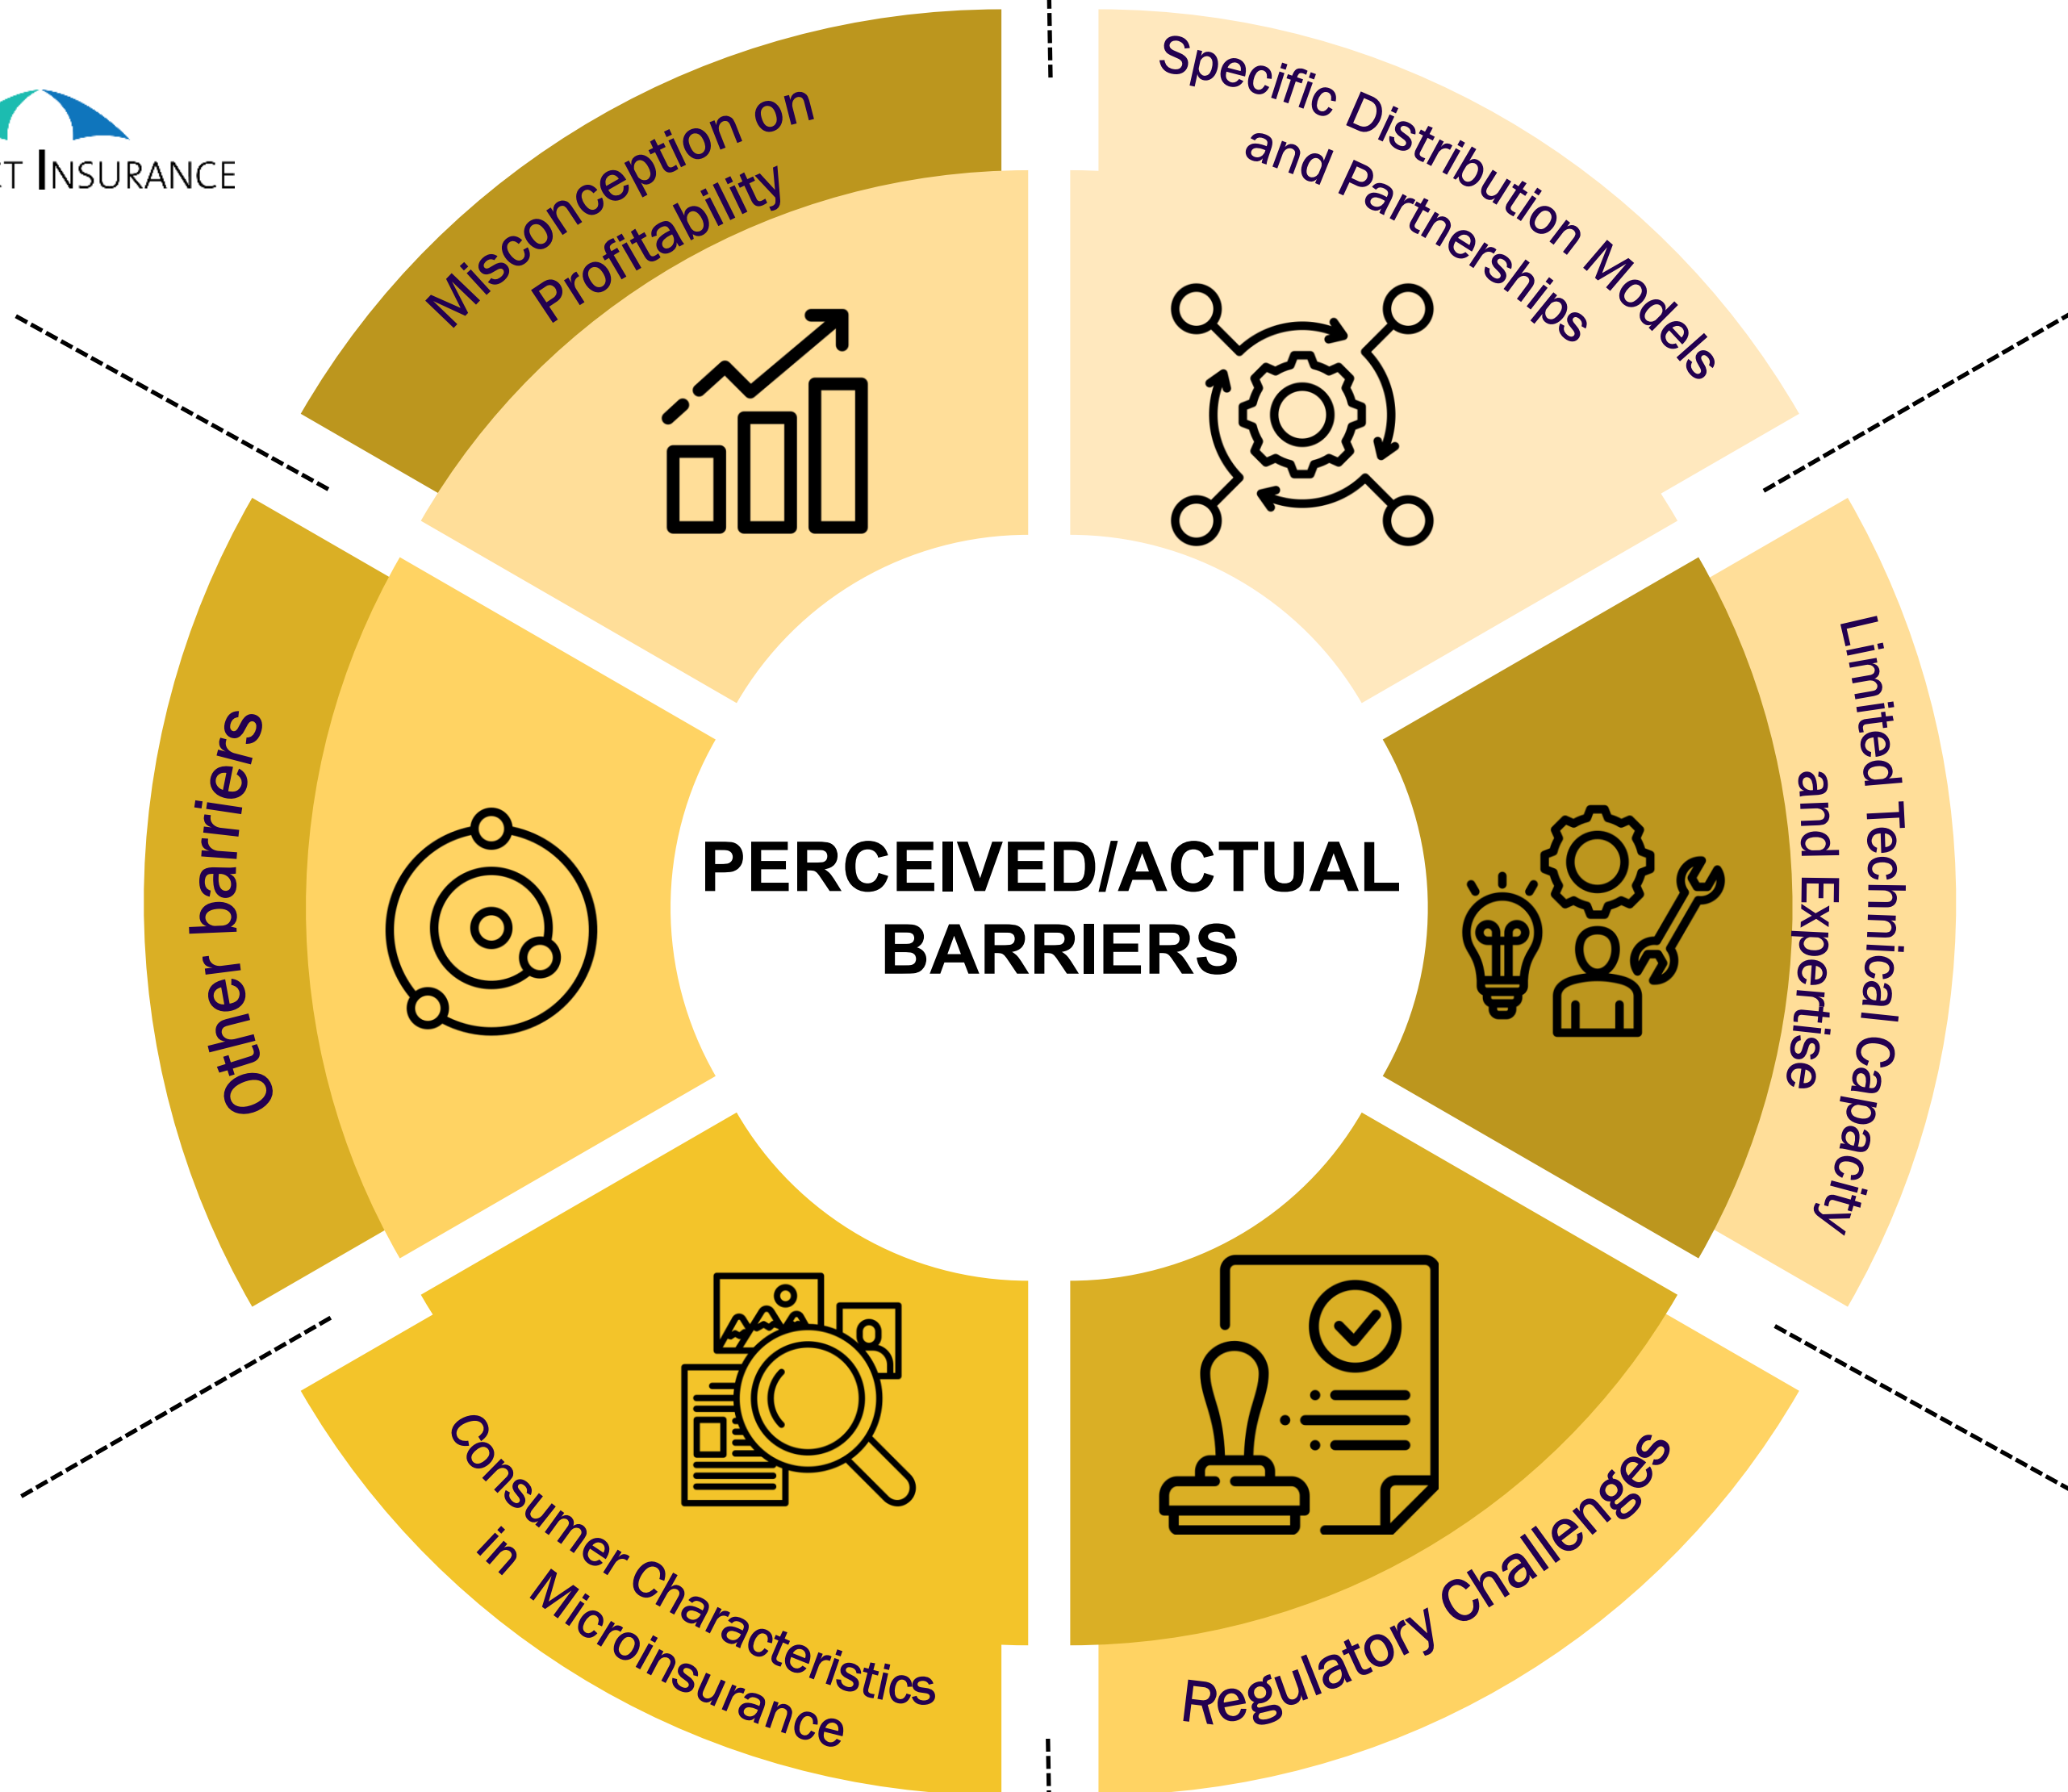 CT INSURANCE
Misconception on
Profitability
Specific Distribution Models
and Partnerships
Limited Technical Capacity
and Expertise
Regulatory Challenges
Consumer Characteristics
in Microinsurance
Other barriers
PERCEIVED/ACTUAL
BARRIERS